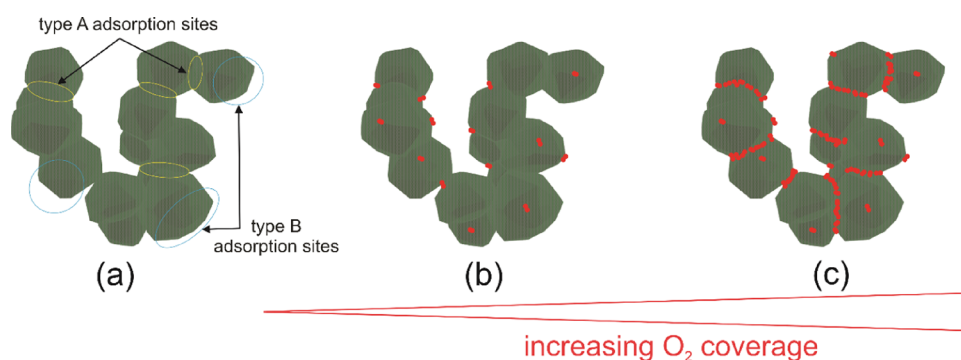 type A adsorption sites
type B
adsorption sites
(a)
(b)
(c)
increasing O₂ coverage